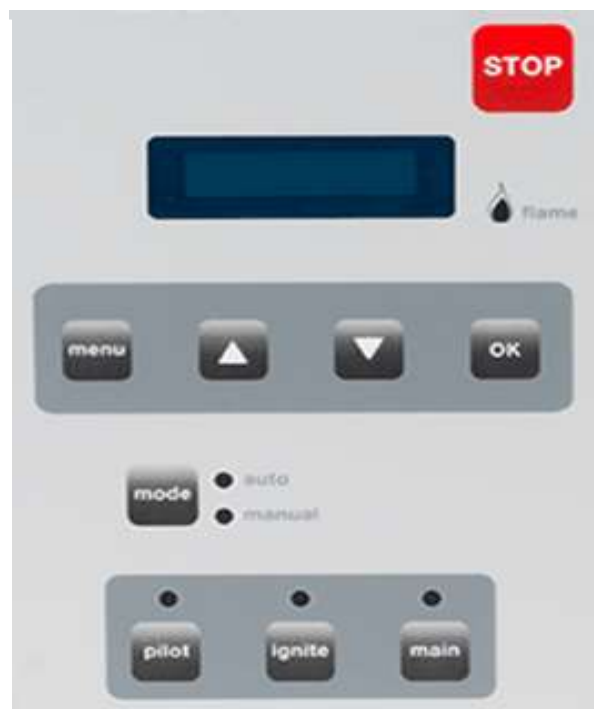 STOP
flame
menu
OK
mode
auto
manual
pilot
ignite
main